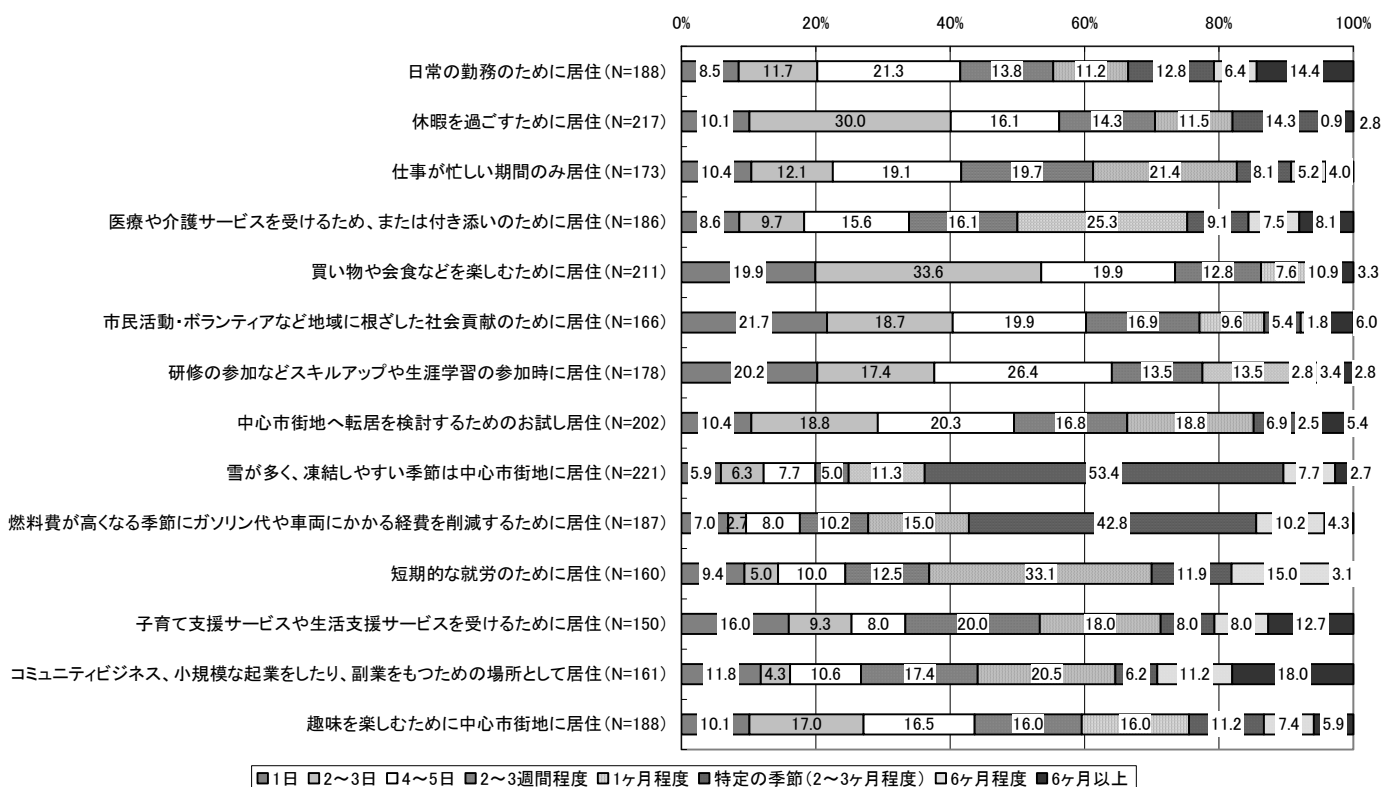 0% 20% 40% 60% 80% 100%
日常の勤務のために居住(N=188) 8.5 11.7 21.3 13.8 11.2 12.8 6.4 14.4
休暇を過ごすために居住(N=217) 10.1 30.0 16.1 14.3 11.5 14.3 0.9 2.8
仕事が忙しい期間のみ居住(N=173) 10.4 12.1 19.1 19.7 21.4 8.1 5.2 4.0
医療や介護サービスを受けるため、または付き添いのために居住(N=186) 8.6 9.7 15.6 16.1 25.3 9.1 7.5 8.1
買い物や会食などを楽しむために居住(N=211) 19.9 33.6 19.9 12.8 7.6 10.9 3.3
市民活動・ボランティアなど地域に根ざした社会貢献のために居住(N=166) 21.7 18.7 19.9 16.9 9.6 5.4 1.8 6.0
研修の参加などスキルアップや生涯学習の参加時に居住(N=178) 20.2 17.4 26.4 13.5 13.5 2.8 3.4 2.8
中心市街地へ転居を検討するためのお試し居住(N=202) 10.4 18.8 20.3 16.8 18.8 6.9 2.5 5.4
雪が多く、凍結しやすい季節は中心市街地に居住(N=221) 5.9 6.3 7.7 5.0 11.3 53.4 7.7 2.7
燃料費が高くなる季節にガソリン代や車両にかかる経費を削減するために居住(N=187) 7.0 2.7 8.0 10.2 15.0 42.8 10.2 4.3
短期的な就労のために居住(N=160) 9.4 5.0 10.0 12.5 33.1 11.9 15.0 3.1
子育て支援サービスや生活支援サービスを受けるために居住(N=150) 16.0 9.3 8.0 20.0 18.0 8.0 8.0 12.7
コミュニティビジネス、小規模な起業をしたり、副業をもつための場所として居住(N=161) 11.8 4.3 10.6 17.4 20.5 6.2 11.2 18.0
趣味を楽しむために中心市街地に居住(N=188) 10.1 17.0 16.5 16.0 16.0 11.2 7.4 5.9
1日 2～3日 4～5日 2～3週間程度 1ヶ月程度 特定の季節(2～3ヶ月程度) 6ヶ月程度 6ヶ月以上